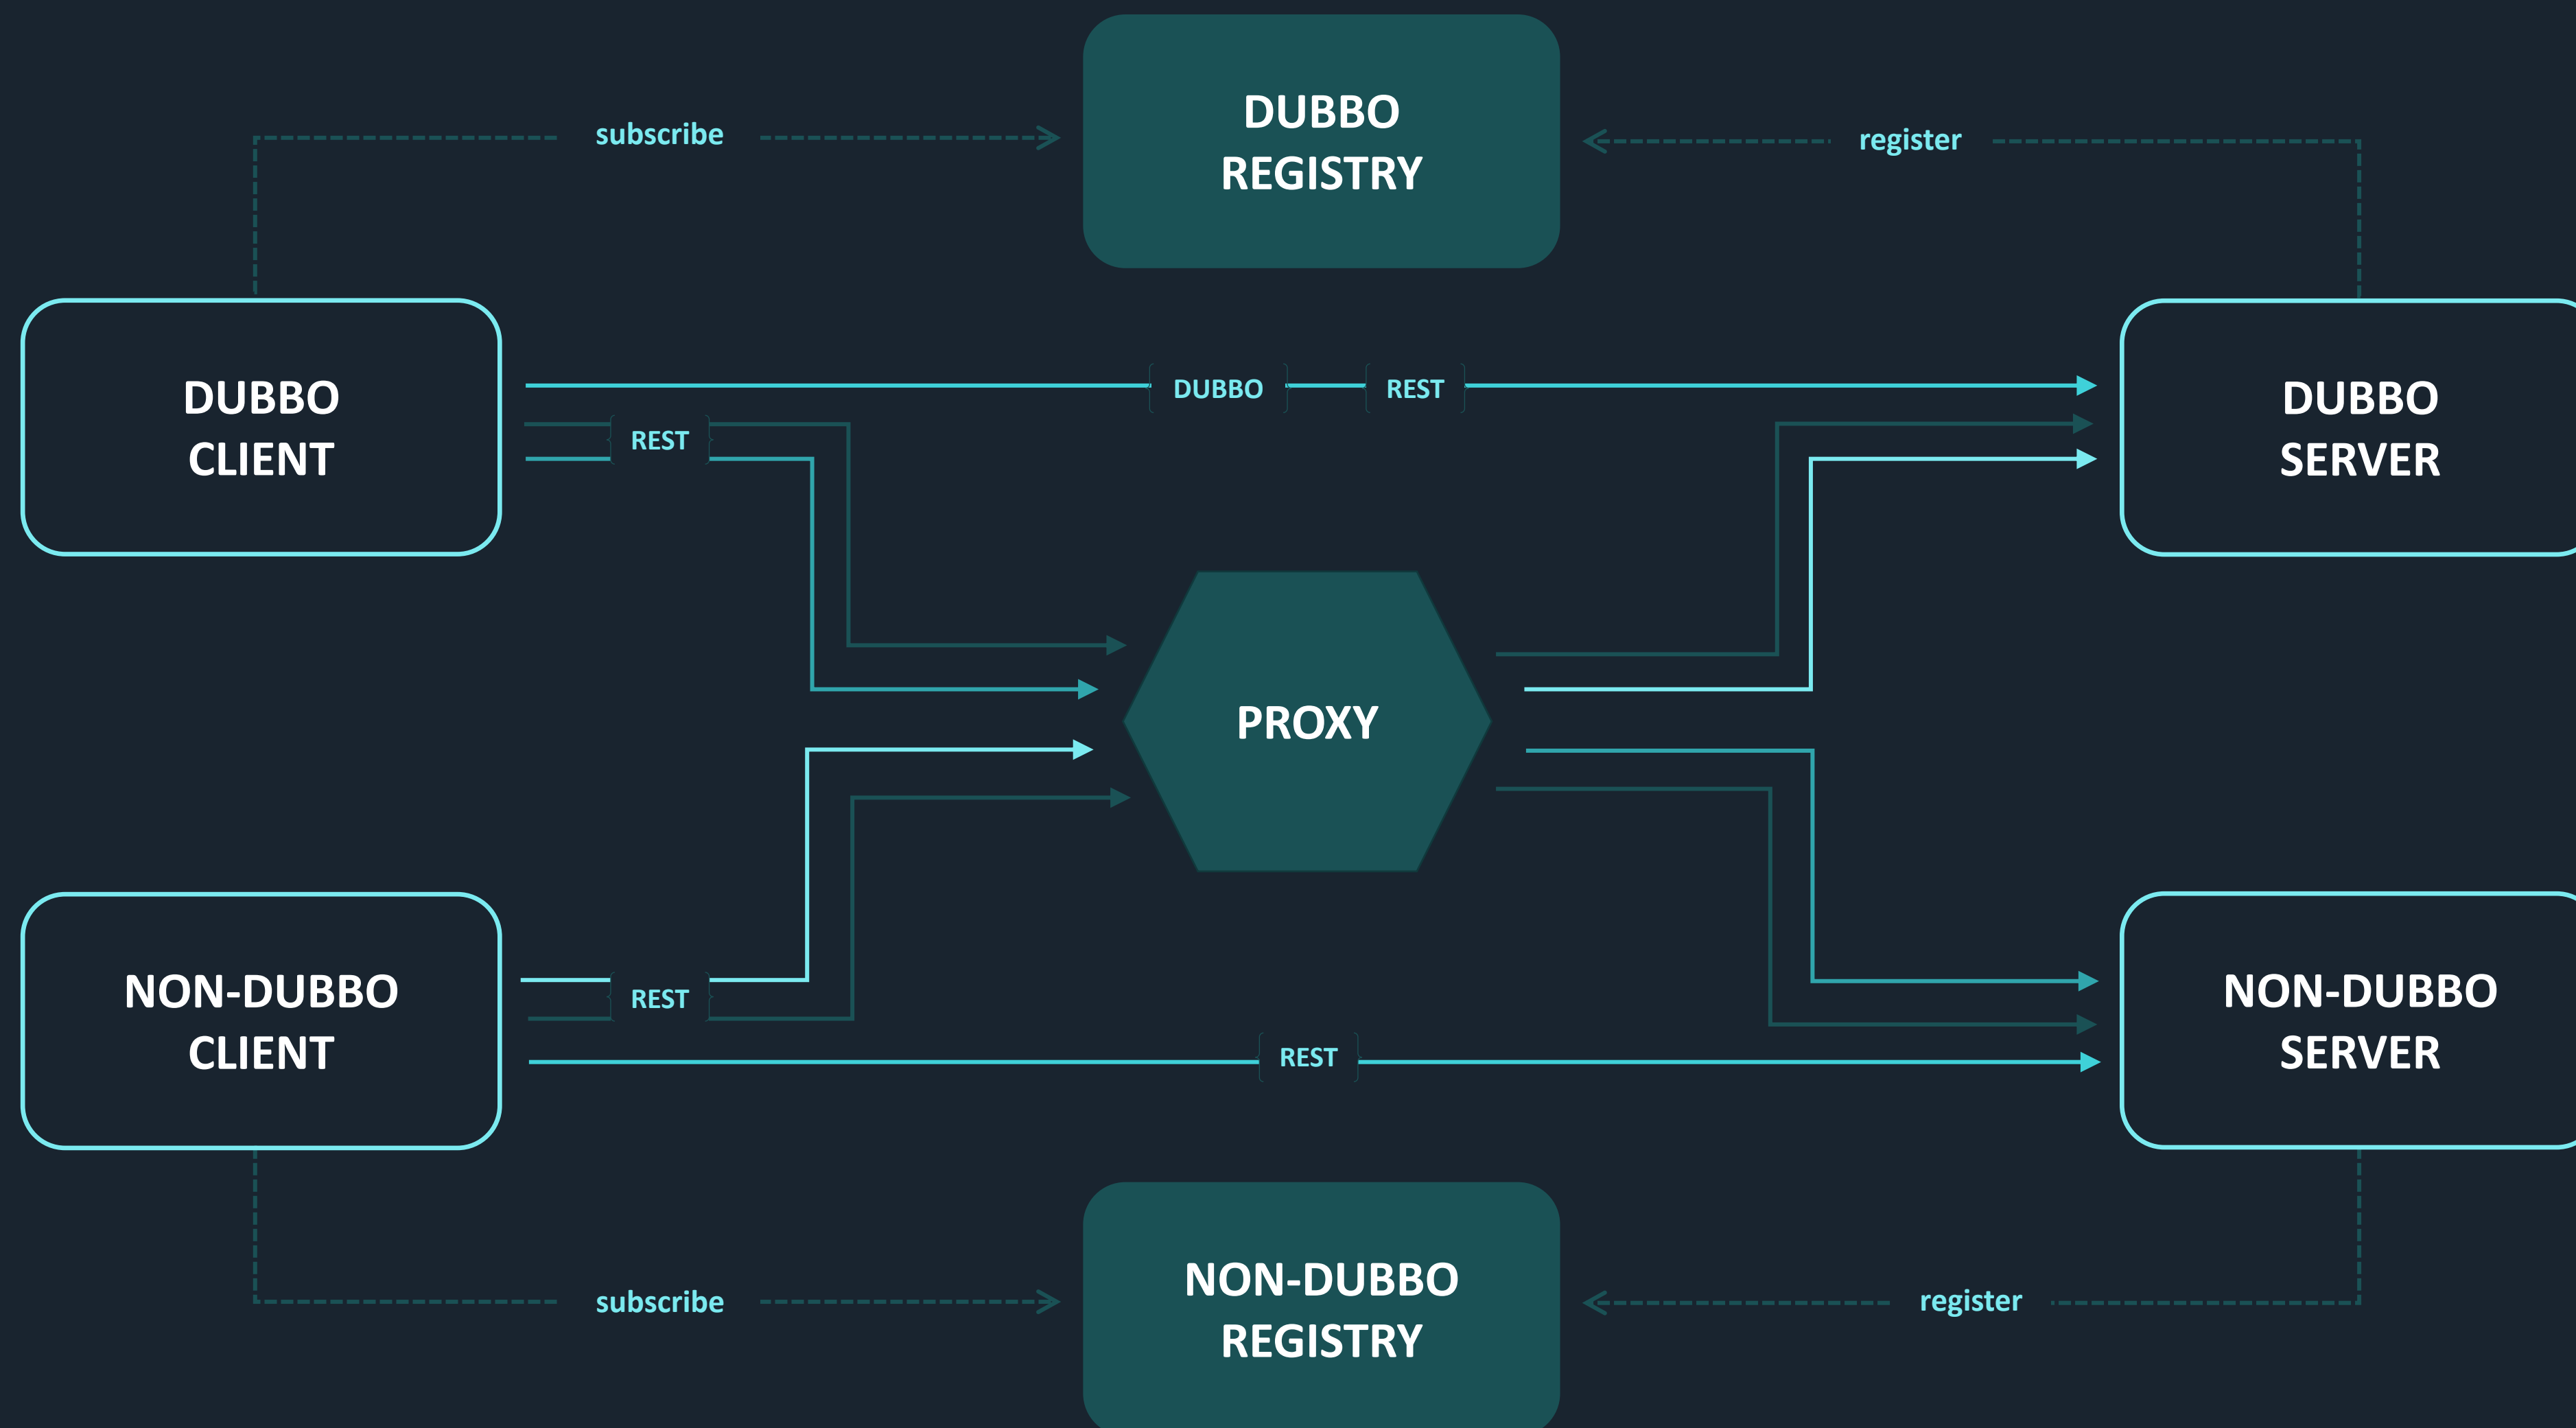 DUBBO
REGISTRY
subscribe
register
DUBBO
CLIENT
DUBBO
REST
DUBBO
SERVER
REST
PROXY
NON-DUBBO
CLIENT
REST
REST
NON-DUBBO
SERVER
subscribe
NON-DUBBO
REGISTRY
register